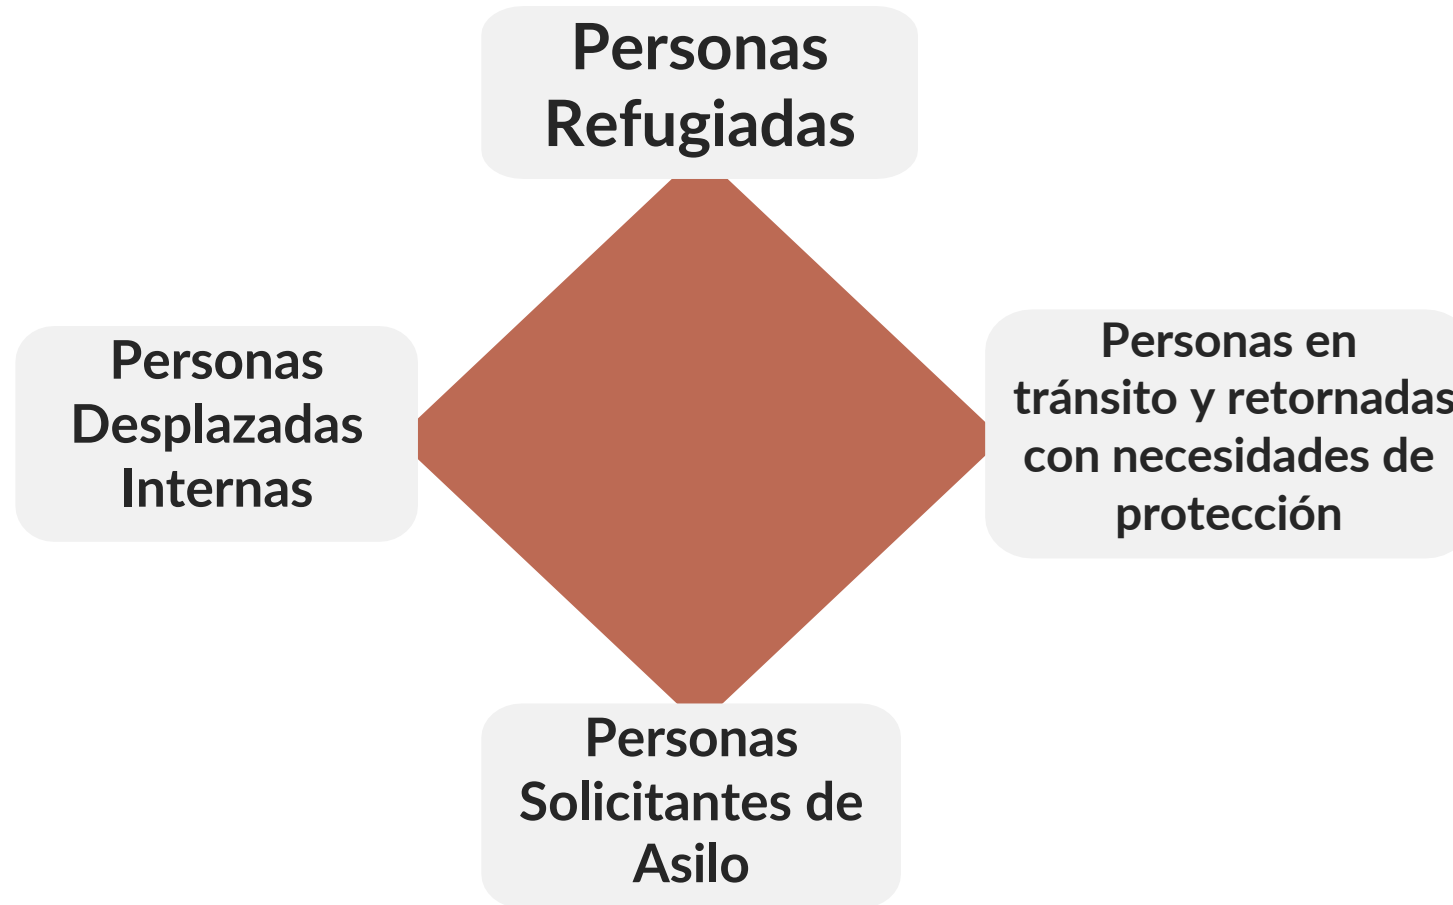 Personas
Refugiadas
Personas
Desplazadas
Internas
Personas en
tránsito y retornadas
con necesidades de
protección
Personas
Solicitantes de
Asilo